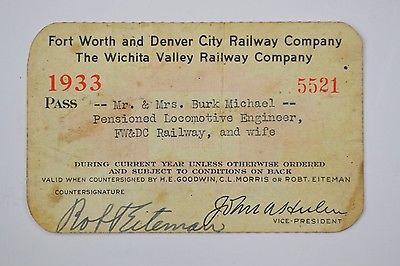 Fort Worth and Denver City Railway Company
The Wichita Valley Railway Company
1933 5521
PASS -- Mr. & Mrs. Burk Michael --
Pensioned Locomotive Engineer,
FW&DC Railway, and wife
DURING CURRENT YEAR UNLESS OTHERWISE ORDERED
AND SUBJECT TO CONDITIONS ON BACK
VALID WHEN COUNTERSIGNED BY H.E. GOODWIN, C.L. MORRIS OR ROBT. EITEMAN
COUNTERSIGNATURE
Robt Eiteman John A Hulen
VICE-PRESIDENT